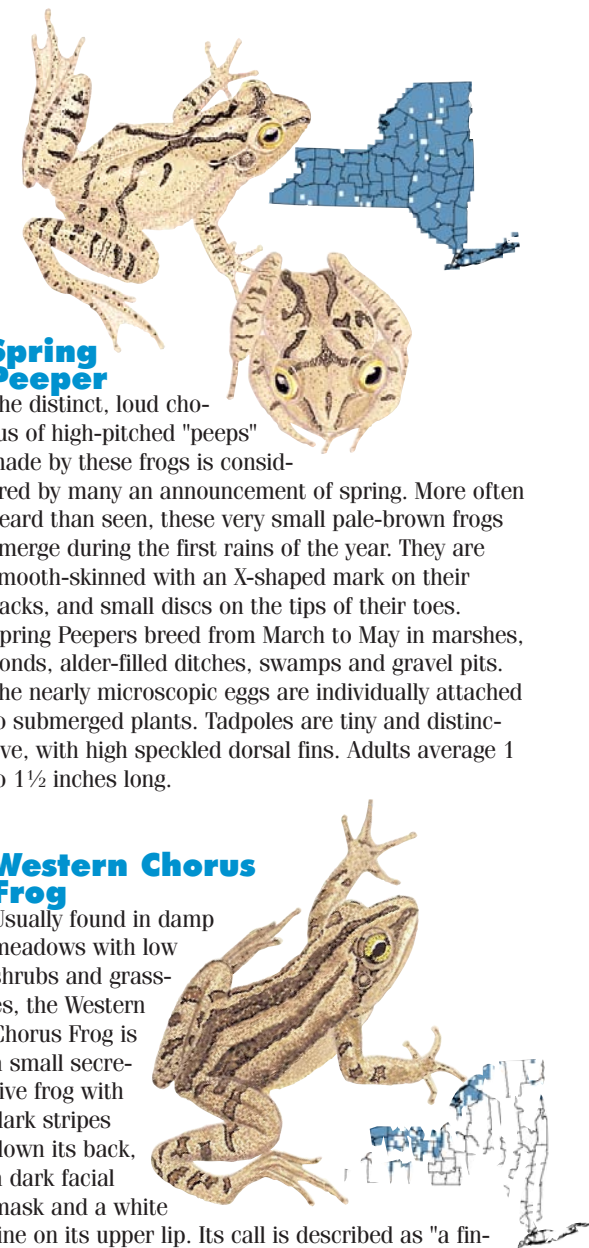 Spring
Peeper
he distinct, loud cho-
us of high-pitched "peeps"
made by these frogs is consid-
red by many an announcement of spring. More often
eard than seen, these very small pale-brown frogs
merge during the first rains of the year. They are
mooth-skinned with an X-shaped mark on their
acks, and small discs on the tips of their toes.
pring Peepers breed from March to May in marshes,
onds, alder-filled ditches, swamps and gravel pits.
he nearly microscopic eggs are individually attached
o submerged plants. Tadpoles are tiny and distinc-
ive, with high speckled dorsal fins. Adults average 1
o 1½ inches long.
Western Chorus
Frog
Usually found in damp
meadows with low
shrubs and grass-
es, the Western
Chorus Frog is
a small secre-
tive frog with
dark stripes
down its back,
a dark facial
mask and a white
line on its upper lip. Its call is described as "a fin-